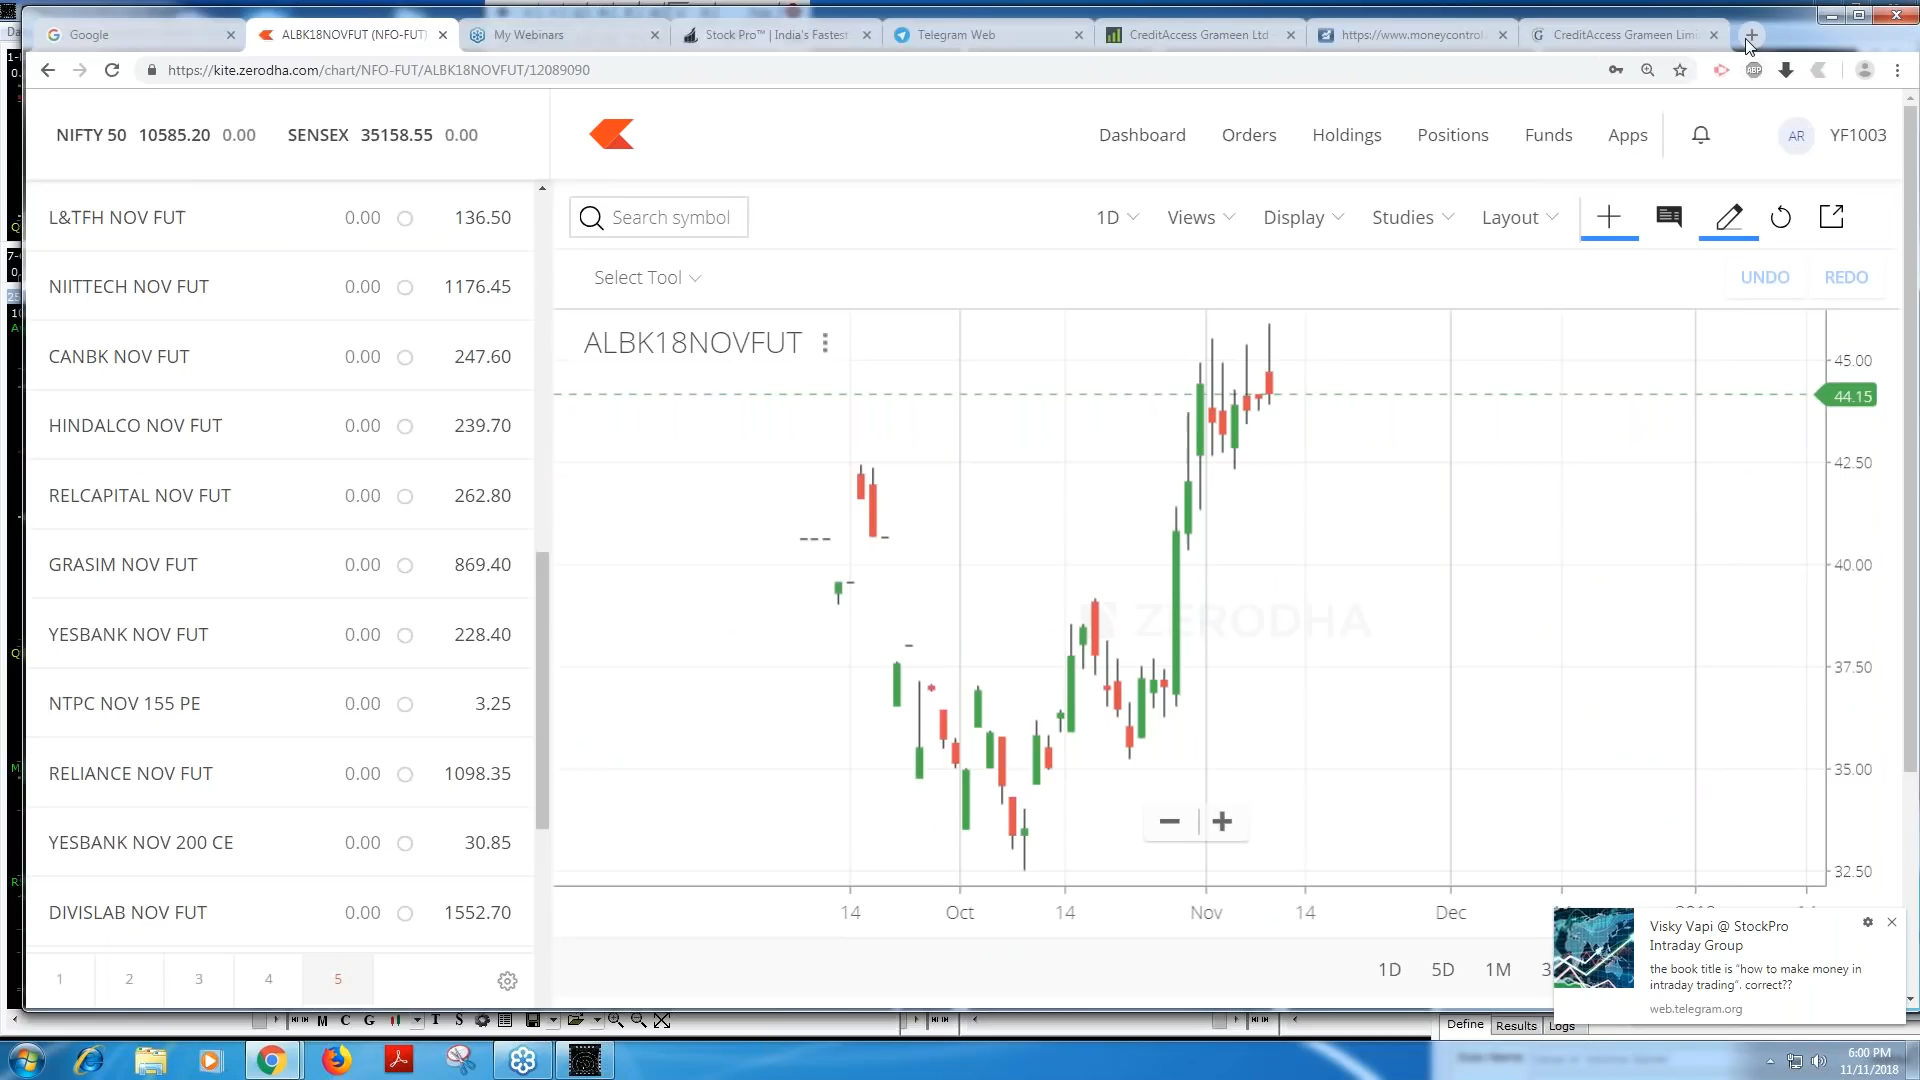 Google
ALBK18NOVFUT (NFO-FUT)
My Webinars
Stock Pro™ | India's Fastest
Telegram Web
CreditAccess Grameen Ltd
https://www.moneycontrol
CreditAccess Grameen Limi
https://kite.zerodha.com/chart/NFO-FUT/ALBK18NOVFUT/12089090
ABP
NIFTY 50 10585.20 0.00 SENSEX 35158.55 0.00
Dashboard Orders Holdings Positions Funds Apps AR YF1003
L&TFH NOV FUT 0.00 136.50
NIITTECH NOV FUT 0.00 1176.45
CANBK NOV FUT 0.00 247.60
HINDALCO NOV FUT 0.00 239.70
RELCAPITAL NOV FUT 0.00 262.80
GRASIM NOV FUT 0.00 869.40
YESBANK NOV FUT 0.00 228.40
NTPC NOV 155 PE 0.00 3.25
RELIANCE NOV FUT 0.00 1098.35
YESBANK NOV 200 CE 0.00 30.85
DIVISLAB NOV FUT 0.00 1552.70
1 2 3 4 5
Search symbol 1D Views Display Studies Layout
Select Tool UNDO REDO
ALBK18NOVFUT
45.00
44.15
42.50
40.00
37.50
35.00
32.50
ZERODHA
14 Oct 14 Nov 14 Dec
1D 5D 1M 3
Visky Vapi @ StockPro
Intraday Group
the book title is "how to make money in
intraday trading". correct??
web.telegram.org
M C G T S
Define Results Logs
6:00 PM
11/11/2018